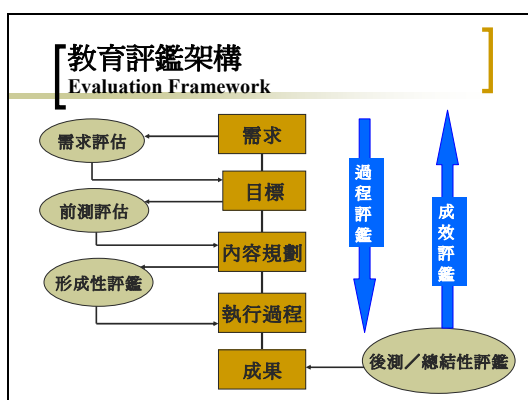 教育評鑑架構
Evaluation Framework
需求
需求評估
目標
前測評估
內容規劃
形成性評鑑
執行過程
成果
過程評鑑
成效評鑑
後測／總結性評鑑